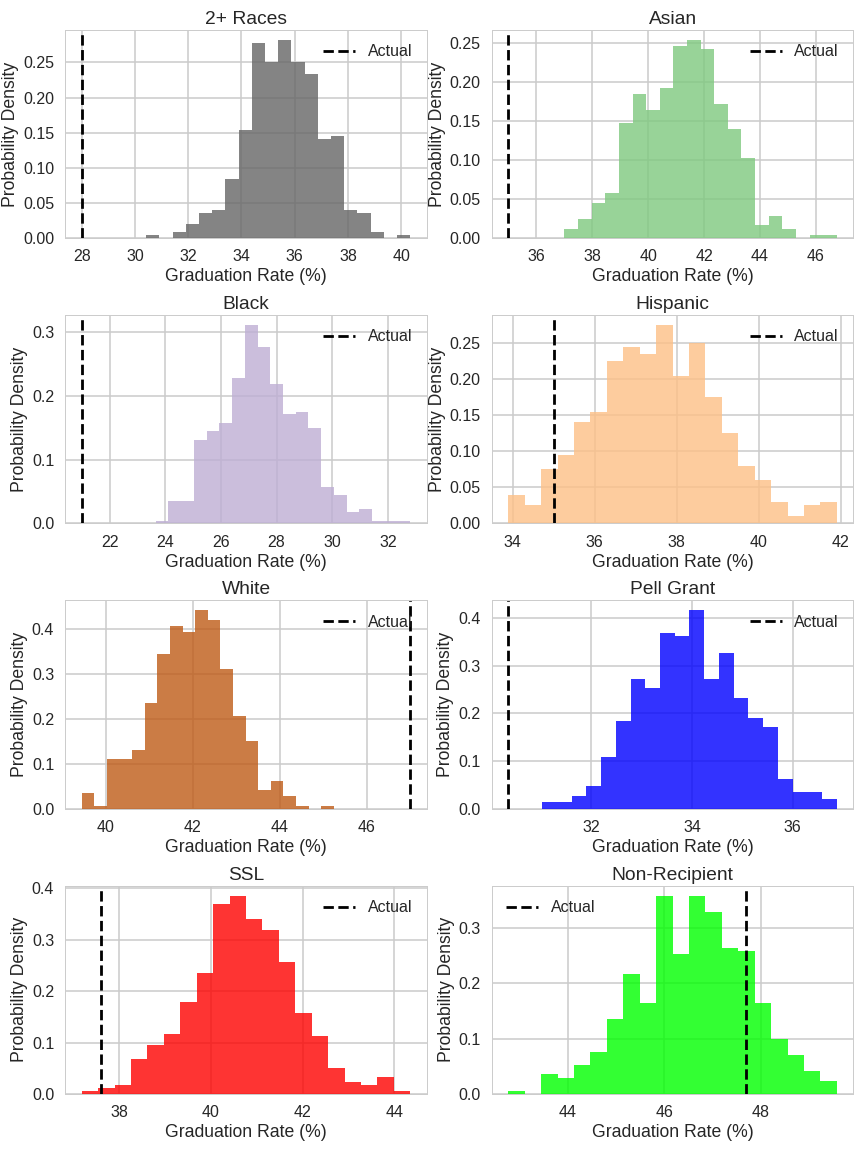 2+ Races
Probability Density
0.25
0.20
0.15
0.10
0.05
0.00
Actual
28 30 32 34 36 38 40
Graduation Rate (%)
Asian
Probability Density
0.25
0.20
0.15
0.10
0.05
0.00
Actual
36 38 40 42 44 46
Graduation Rate (%)
Black
Probability Density
0.3
0.2
0.1
0.0
Actual
22 24 26 28 30 32
Graduation Rate (%)
Hispanic
Probability Density
0.25
0.20
0.15
0.10
0.05
0.00
Actual
34 36 38 40 42
Graduation Rate (%)
White
Probability Density
0.4
0.3
0.2
0.1
0.0
Actual
40 42 44 46
Graduation Rate (%)
Pell Grant
Probability Density
0.4
0.3
0.2
0.1
0.0
Actual
32 34 36
Graduation Rate (%)
SSL
Probability Density
0.4
0.3
0.2
0.1
0.0
Actual
38 40 42 44
Graduation Rate (%)
Non-Recipient
Probability Density
0.3
0.2
0.1
0.0
Actual
44 46 48
Graduation Rate (%)